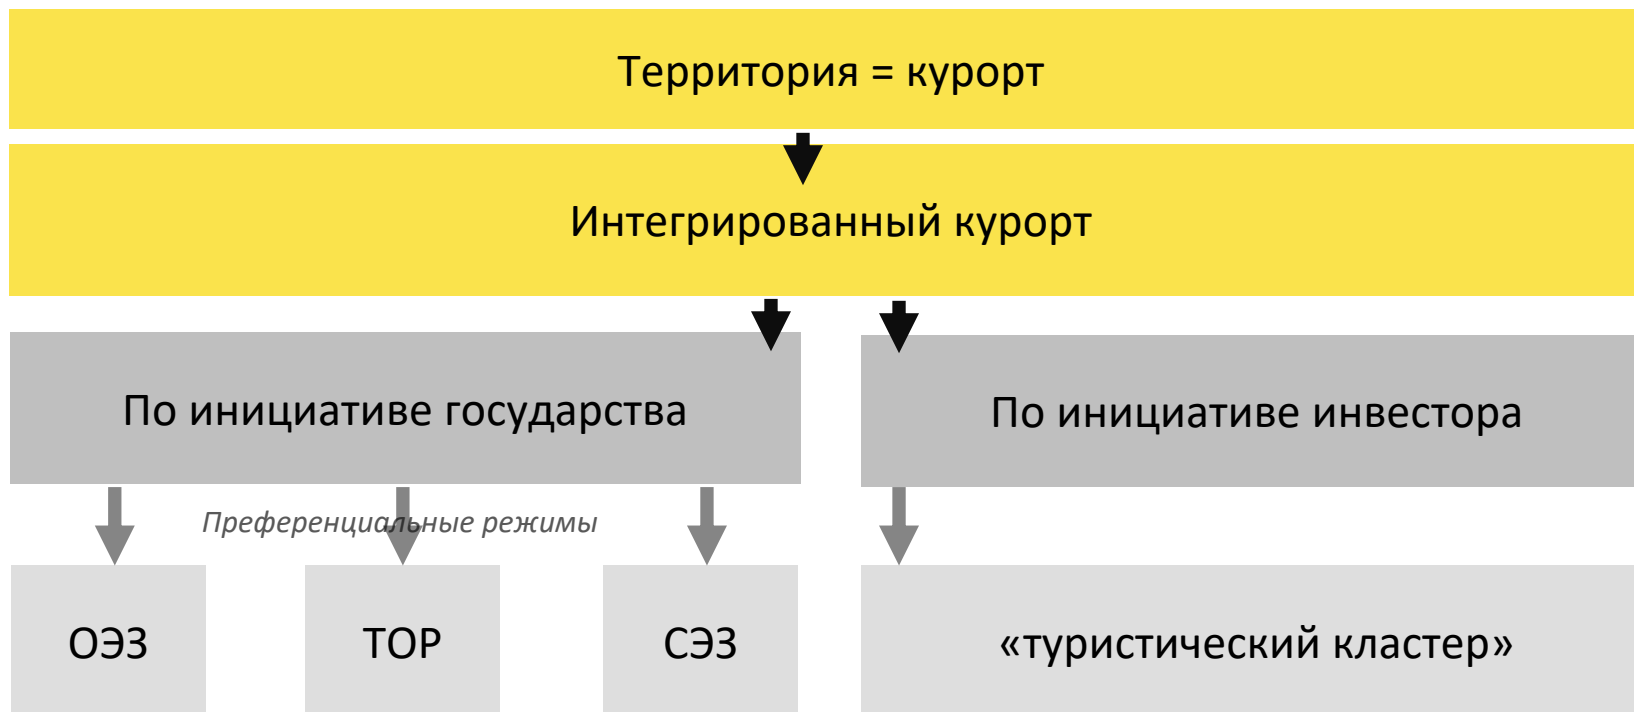 Территория = курорт
Интегрированный курорт
По инициативе государства
По инициативе инвестора
Преференциальные режимы
ОЭЗ
ТОР
СЭЗ
«туристический кластер»